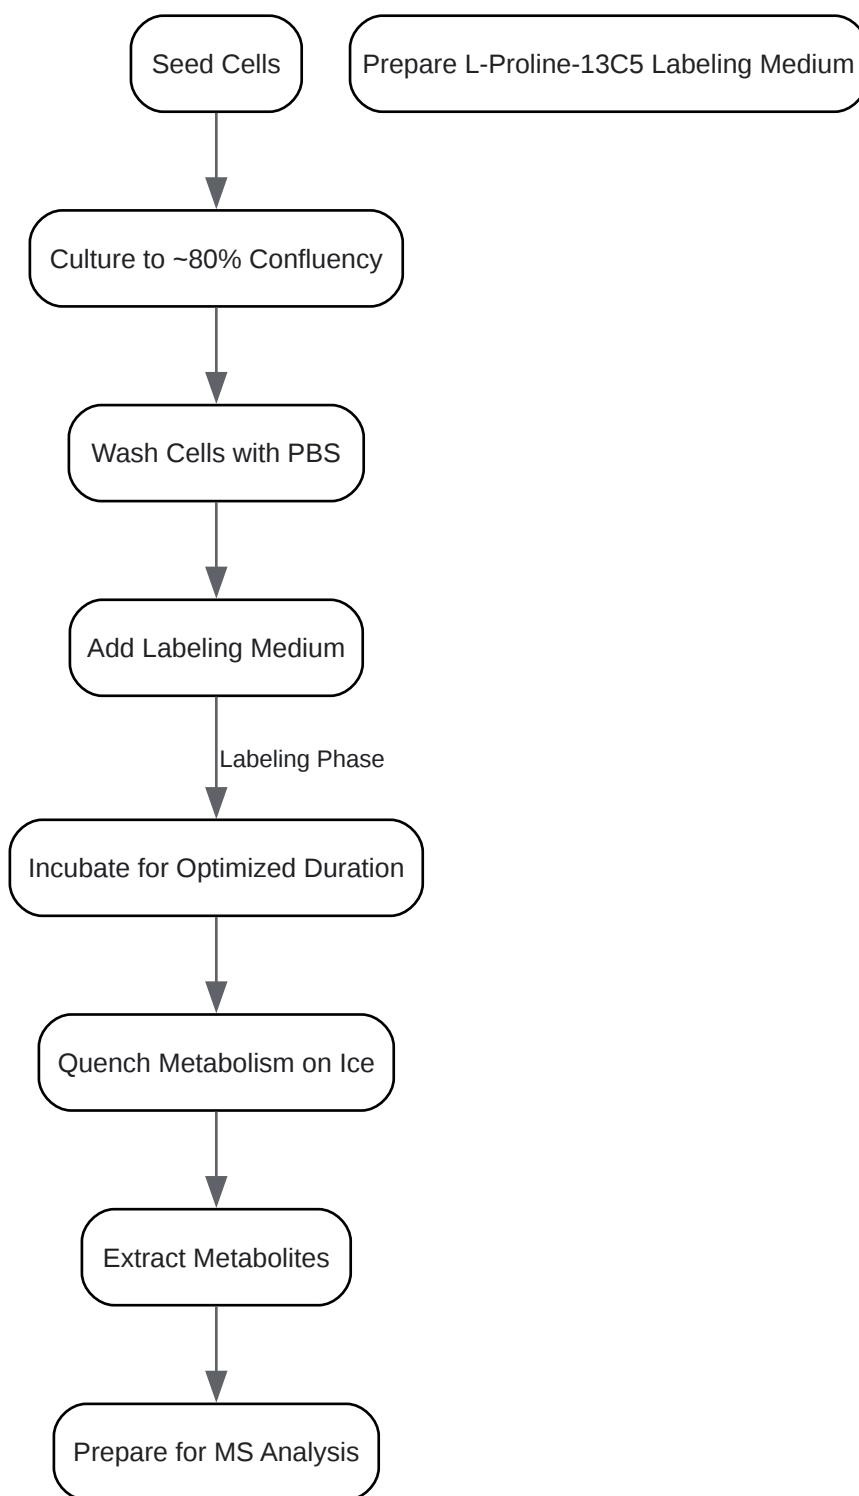 Seed Cells
Prepare L-Proline-13C5 Labeling Medium
Culture to ~80% Confluency
Wash Cells with PBS
Add Labeling Medium
Labeling Phase
Incubate for Optimized Duration
Quench Metabolism on Ice
Extract Metabolites
Prepare for MS Analysis